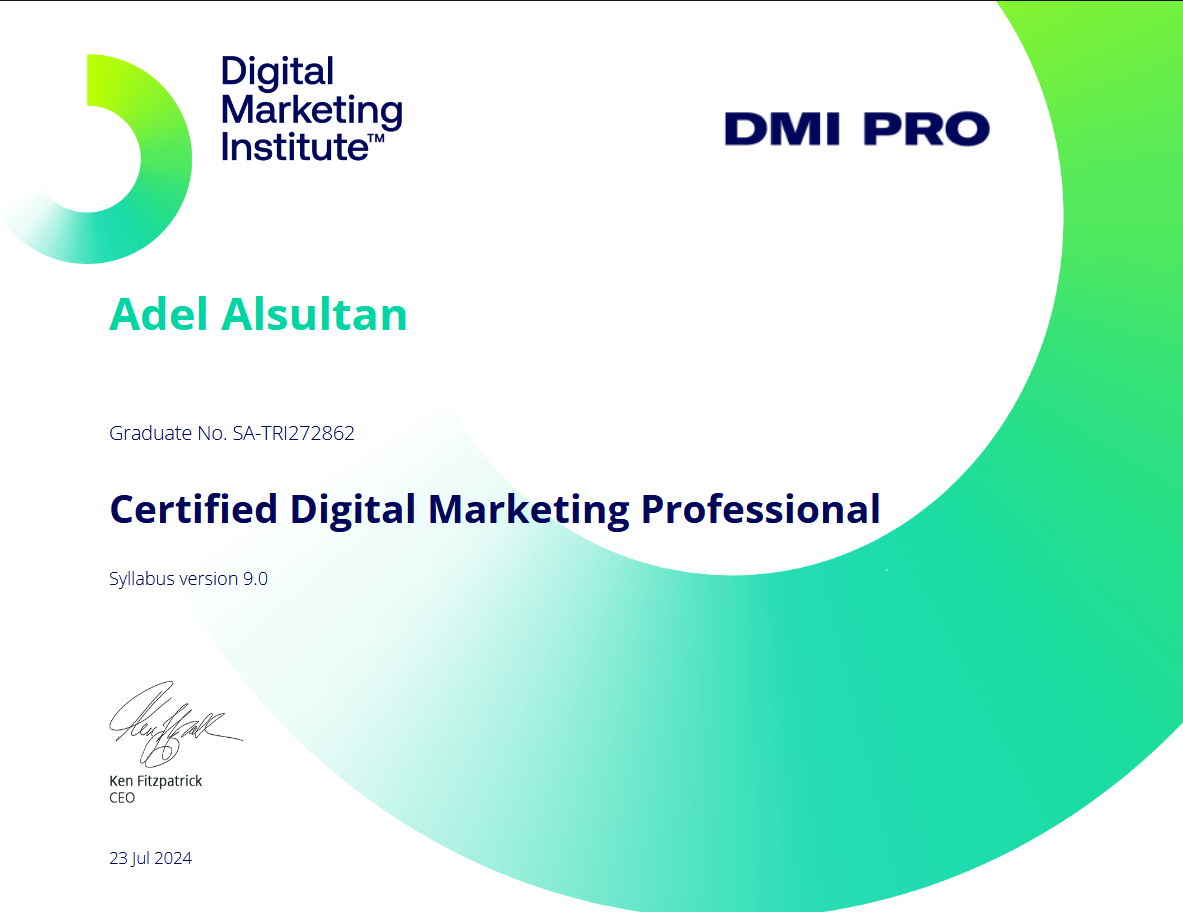 Digital
Marketing
Institute™
DMI PRO
Adel Alsultan
Graduate No. SA-TRI272862
Certified Digital Marketing Professional
Syllabus version 9.0
Ken Fitzpatrick
CEO
23 Jul 2024